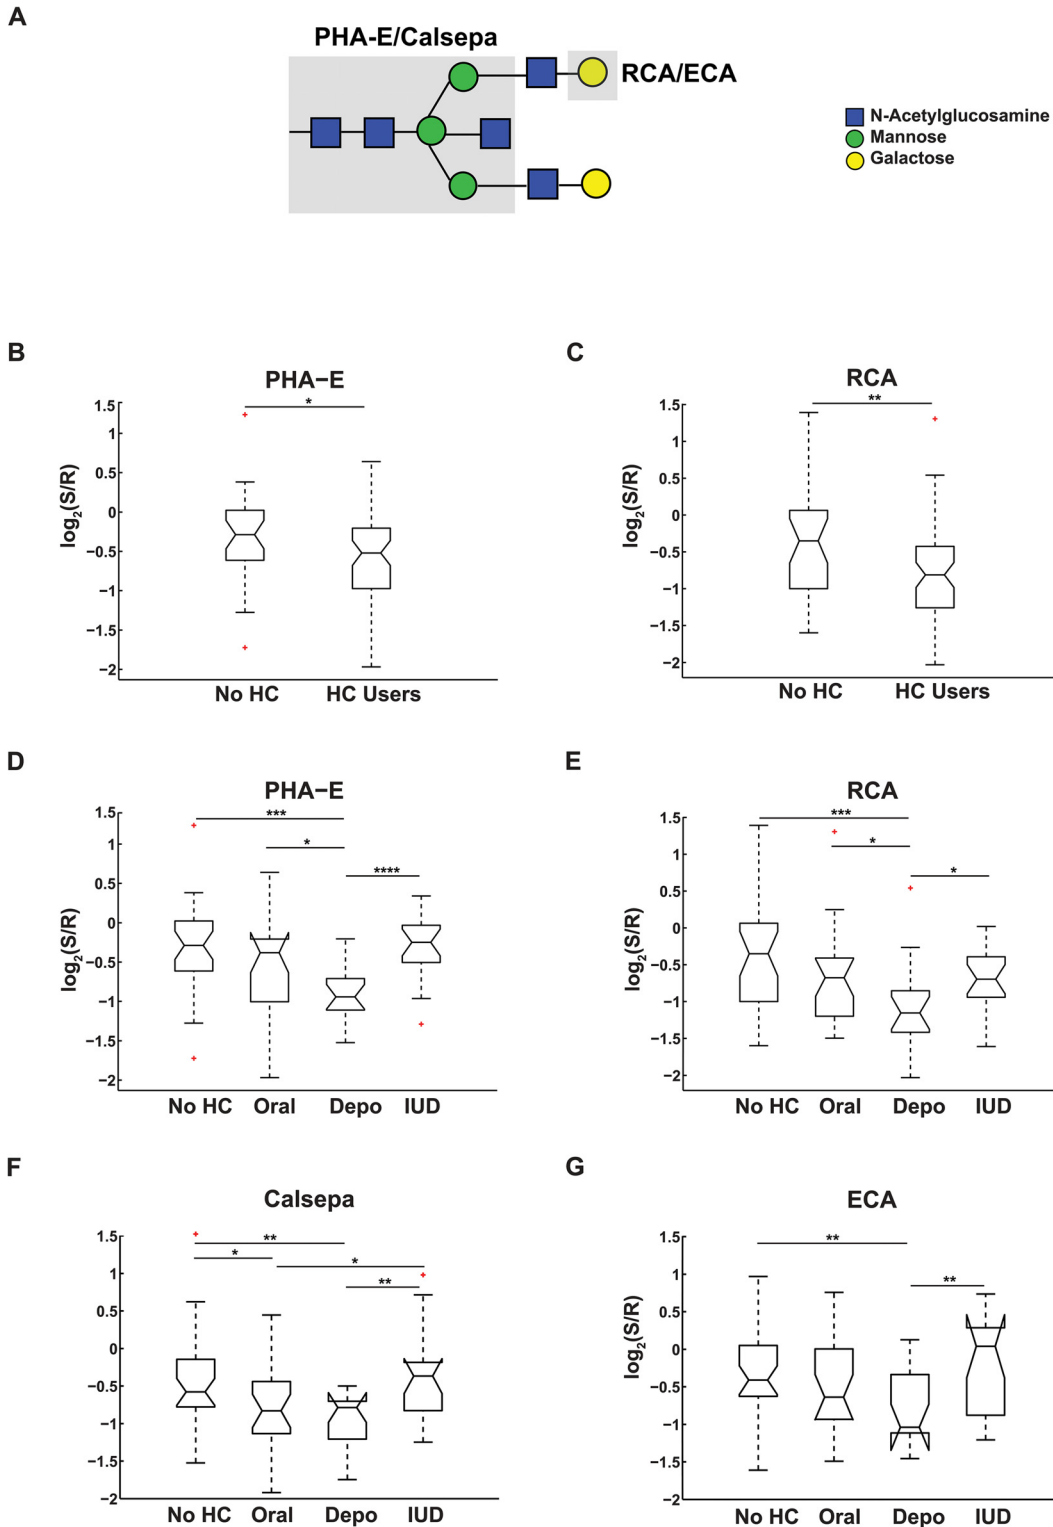 A
PHA-E/Calsepa
RCA/ECA
N-Acetylglucosamine
Mannose
Galactose
B
PHA−E
*
log2(S/R)
1.5
1
0.5
0
−0.5
−1
−1.5
−2
No HC HC Users
C
RCA
**
log2(S/R)
1.5
1
0.5
0
−0.5
−1
−1.5
−2
No HC HC Users
D
PHA−E
***
*
****
log2(S/R)
1.5
1
0.5
0
−0.5
−1
−1.5
−2
No HC Oral Depo IUD
E
RCA
***
*
*
log2(S/R)
1.5
1
0.5
0
−0.5
−1
−1.5
−2
No HC Oral Depo IUD
F
Calsepa
**
*
*
**
1.5
1
0.5
0
−0.5
−1
−1.5
−2
No HC Oral Depo IUD
G
ECA
**
**
log2(S/R)
1.5
1
0.5
0
−0.5
−1
−1.5
−2
No HC Oral Depo IUD